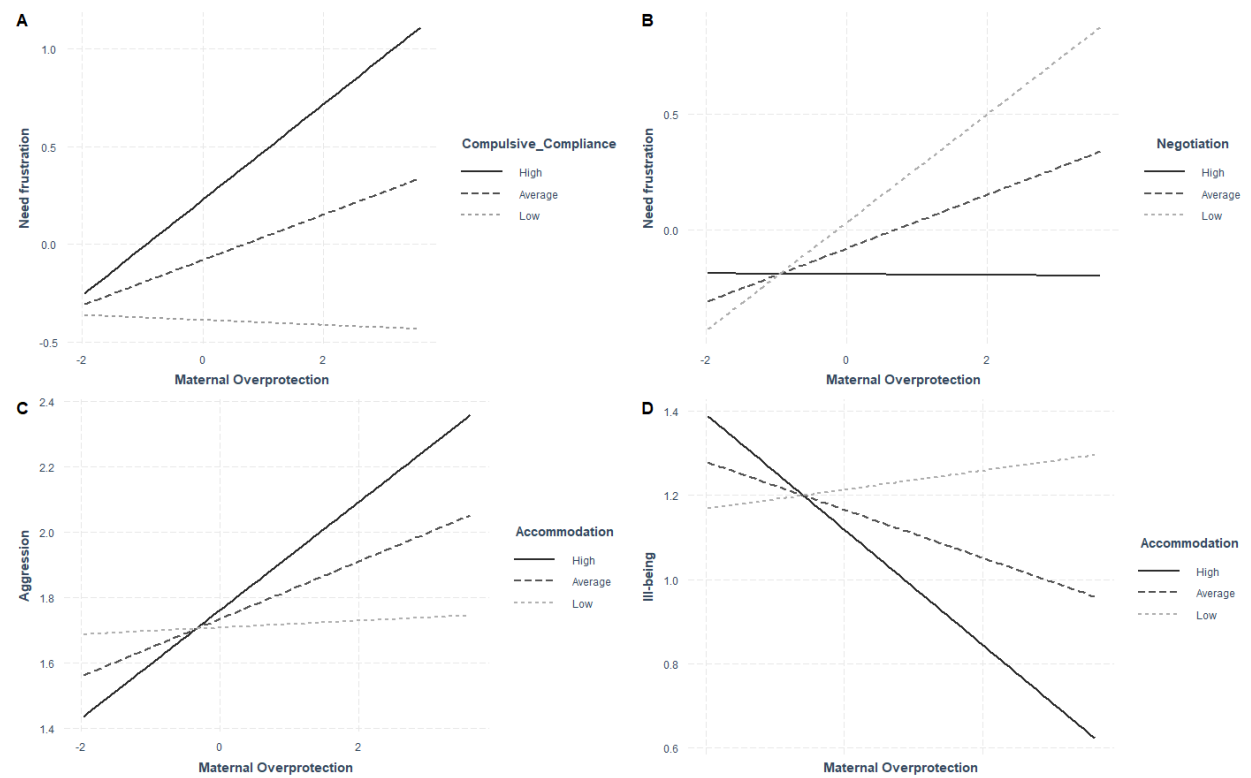 A
1.0
0.5
0.0
-0.5
Need frustration
-2
0
2
Maternal Overprotection
Compulsive_Compliance
High
Average
Low
B
0.5
0.0
Need frustration
-2
0
2
Maternal Overprotection
Negotiation
High
Average
Low
C
2.4
2.2
2.0
1.8
1.6
1.4
Aggression
-2
0
2
Maternal Overprotection
Accommodation
High
Average
Low
D
1.4
1.2
1.0
0.8
0.6
Ill-being
Maternal Overprotection
Accommodation
High
Average
Low